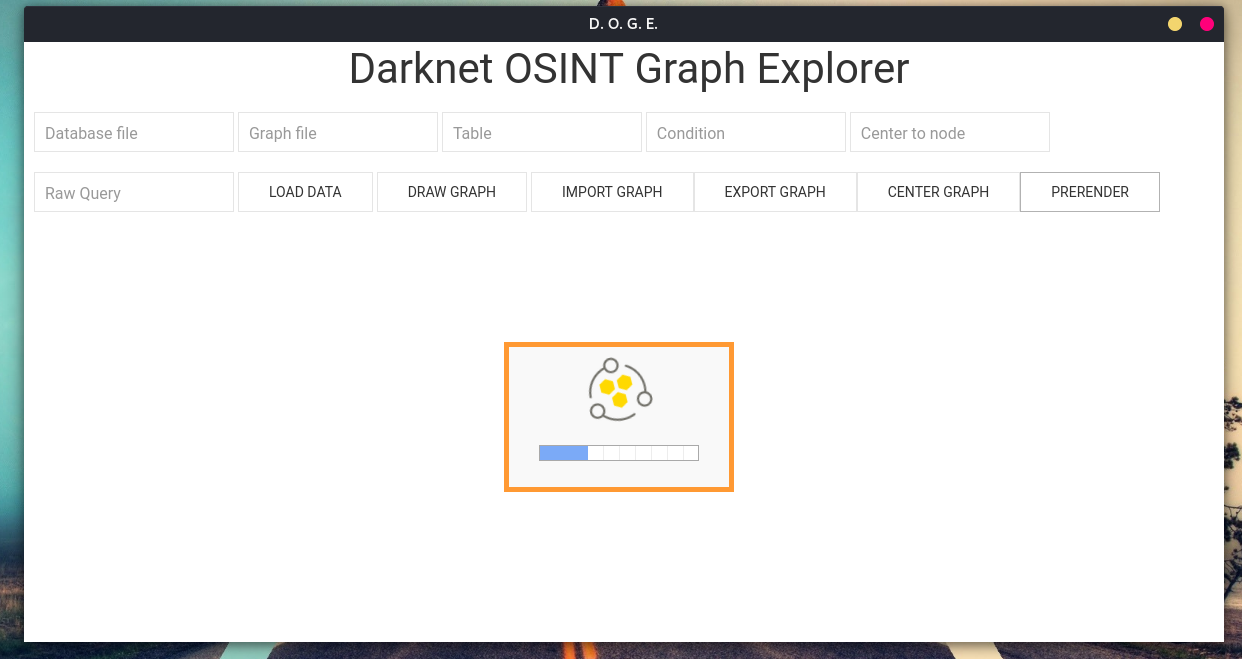 D. O. G. E.
Darknet OSINT Graph Explorer
Database file Graph file Table Condition Center to node
Raw Query LOAD DATA DRAW GRAPH IMPORT GRAPH EXPORT GRAPH CENTER GRAPH PRERENDER